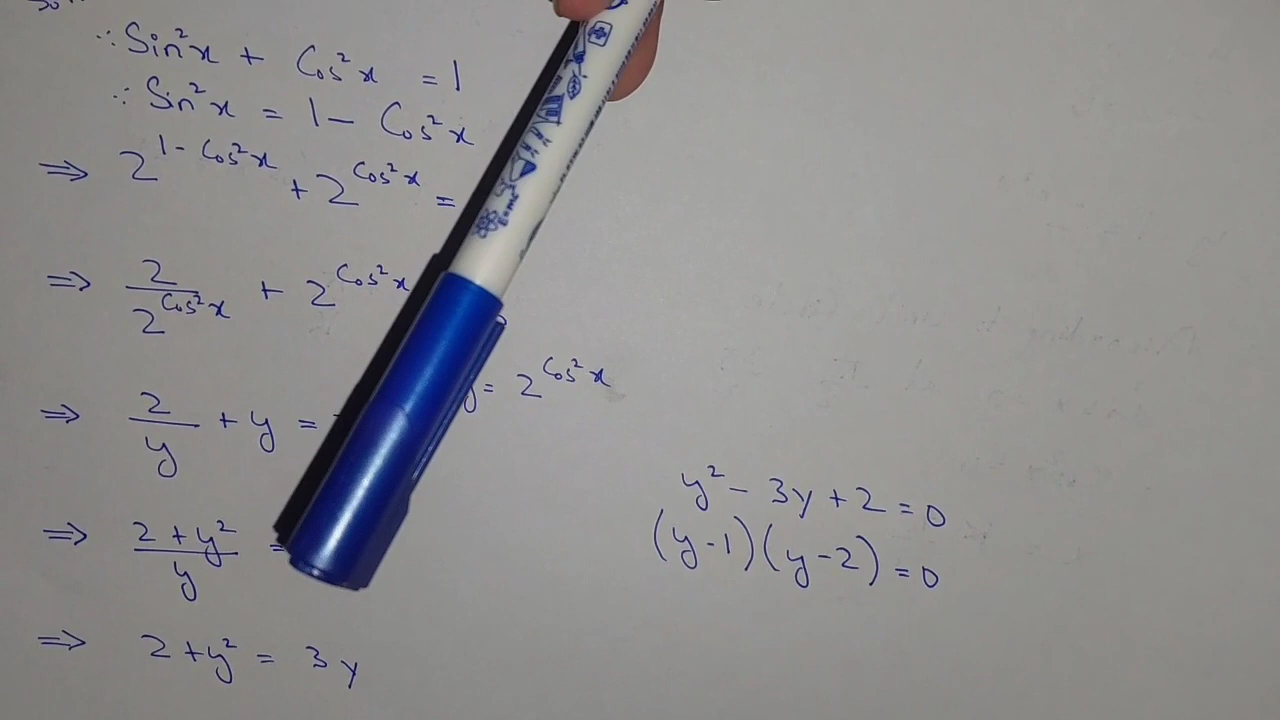 ∵ Sin²x + Cos²x = 1
∵ Sin²x = 1 - Cos²x
⇒ 2^(1 - Cos²x) + 2^(Cos²x) =
⇒ 2/2^(Cos²x) + 2^(Cos²x)
⇒ 2/y + y =
y = 2^(Cos²x)
⇒ (2 + y²)/y =
⇒ 2 + y² = 3y
y² - 3y + 2 = 0
(y - 1)(y - 2) = 0